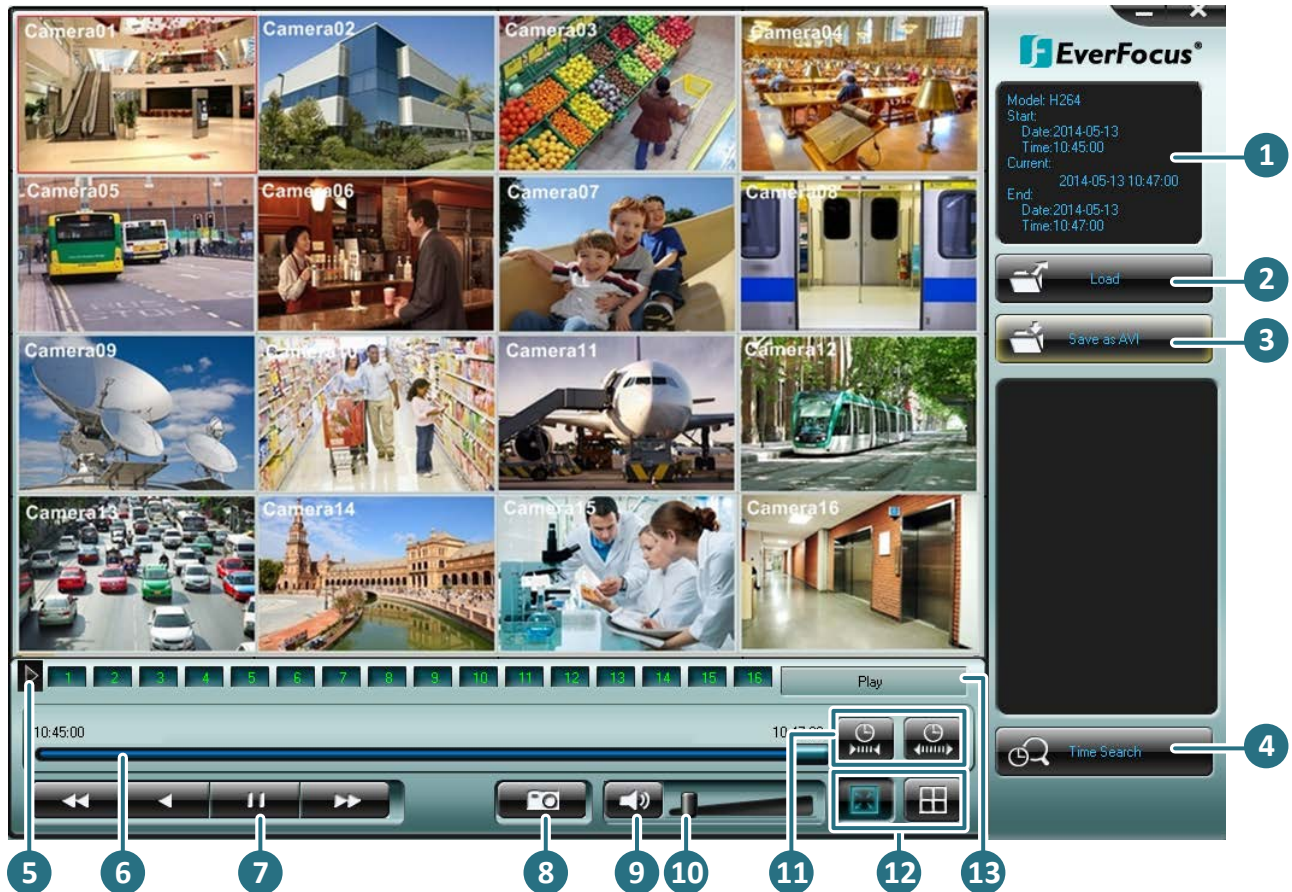 Camera01
Camera02
Camera03
Camera04
Camera05
Camera06
Camera07
Camera08
Camera09
Camera10
Camera11
Camera12
Camera13
Camera14
Camera15
Camera16
EverFocus®
Model: H264
Start:
Date:2014-05-13
Time:10:45:00
Current:
2014-05-13 10:47:00
End:
Date:2014-05-13
Time:10:47:00
Load
Save as AVI
Time Search
1 2 3 4 5 6 7 8 9 10 11 12 13 14 15 16
Play
10:45:00
1
2
3
4
5
6
7
8
9
10
11
12
13